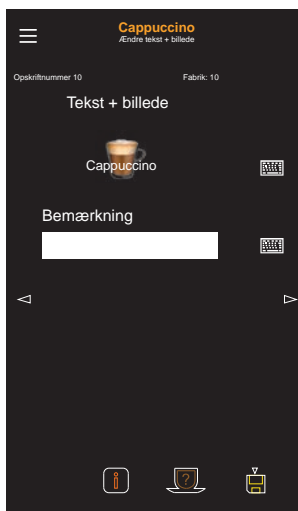 Cappuccino
Ændre tekst + billede
Opskriftnummer 10 Fabrik: 10
Tekst + billede
Cappuccino
Bemærkning
i
?